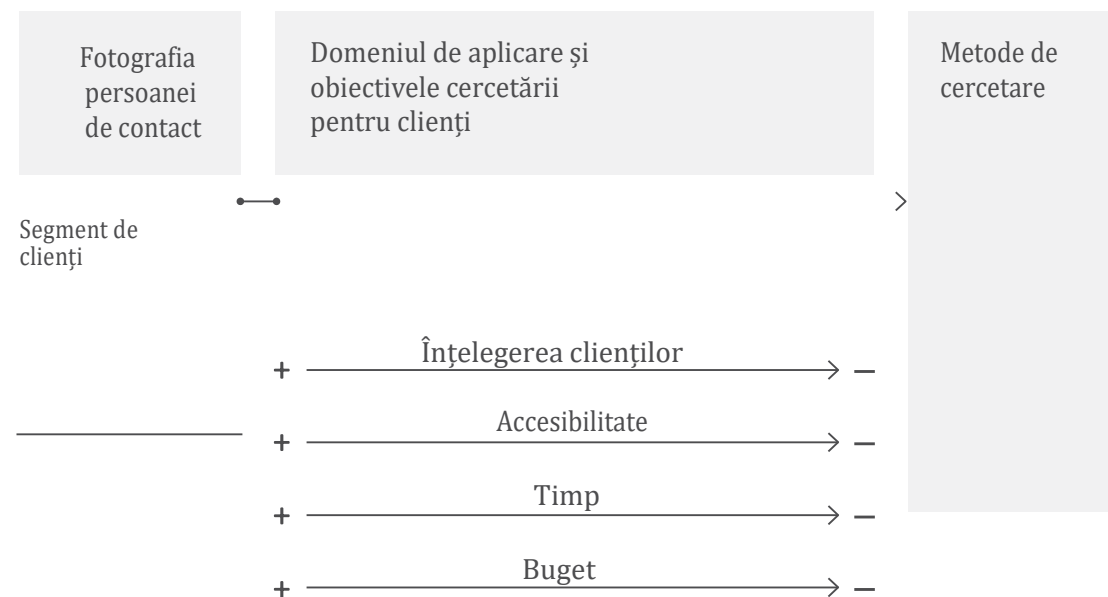 Fotografia
persoanei
de contact
Domeniul de aplicare și
obiectivele cercetării
pentru clienți
Metode de
cercetare
Segment de
clienți
+ Înțelegerea clienților –
+ Accesibilitate –
+ Timp –
+ Buget –